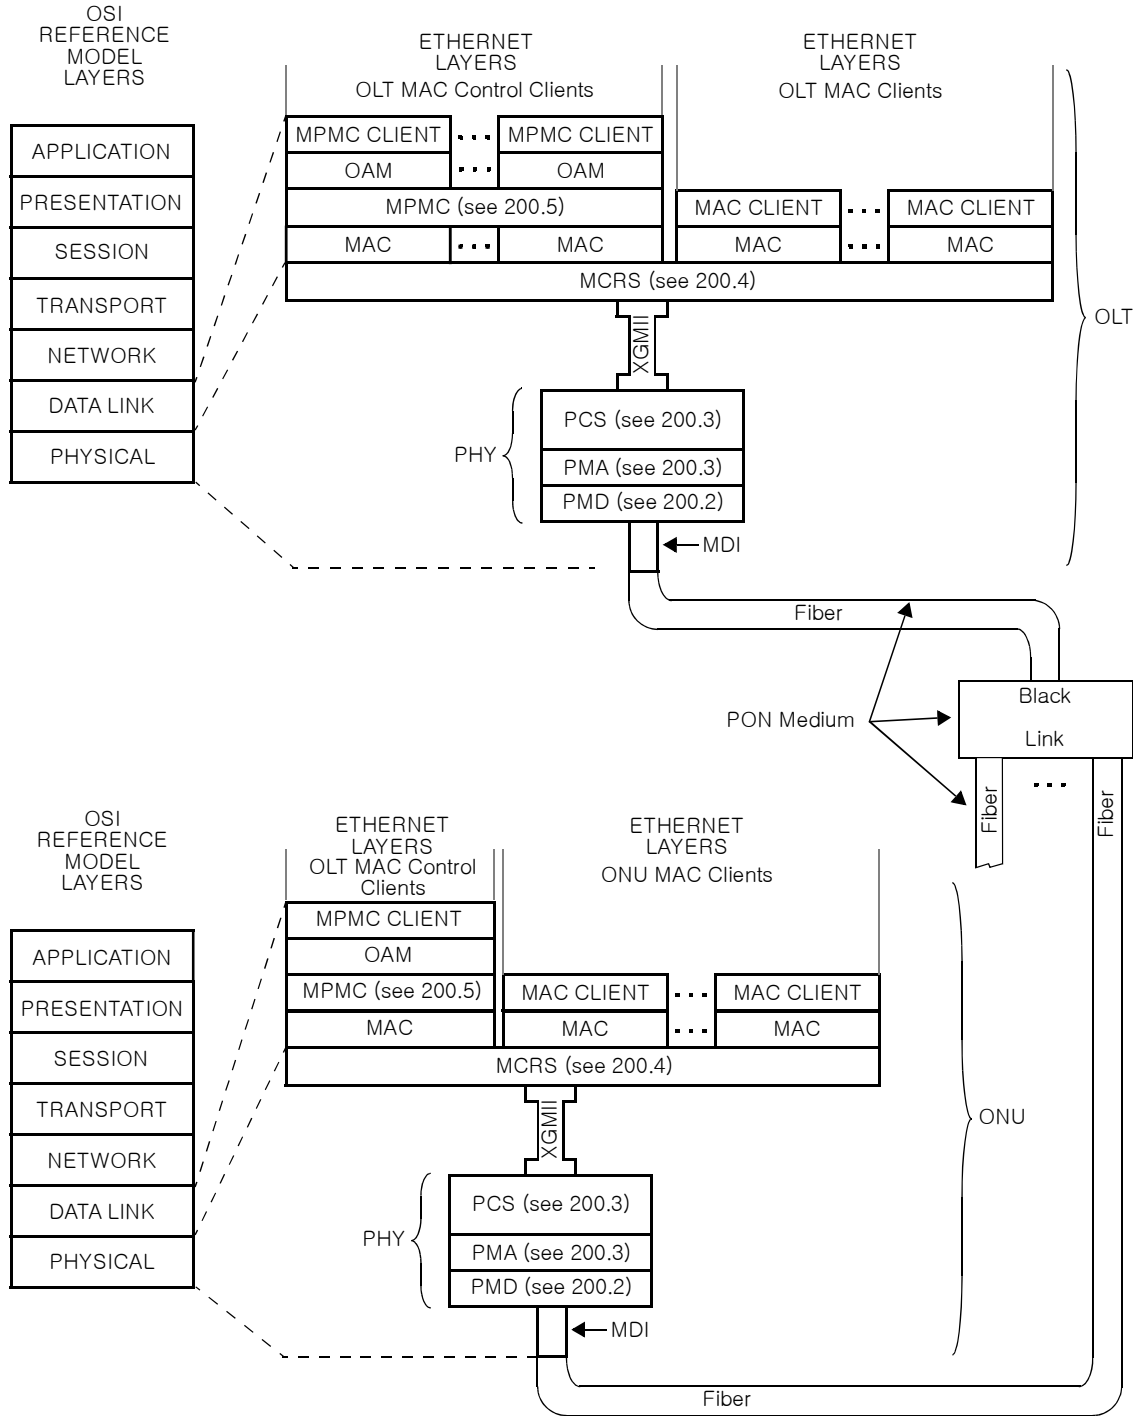 OSI
REFERENCE
MODEL
LAYERS
ETHERNET
LAYERS
OLT MAC Control Clients
ETHERNET
LAYERS
OLT MAC Clients
APPLICATION
PRESENTATION
SESSION
TRANSPORT
NETWORK
DATA LINK
PHYSICAL
MPMC CLIENT
MPMC CLIENT
OAM
OAM
MPMC (see 200.5)
MAC
MAC
MAC CLIENT
MAC CLIENT
MAC
MAC
MCRS (see 200.4)
XGMII
OLT
PHY
PCS (see 200.3)
PMA (see 200.3)
PMD (see 200.2)
MDI
Fiber
PON Medium
Black
Link
Fiber
Fiber
OSI
REFERENCE
MODEL
LAYERS
ETHERNET
LAYERS
OLT MAC Control
Clients
ETHERNET
LAYERS
ONU MAC Clients
APPLICATION
PRESENTATION
SESSION
TRANSPORT
NETWORK
DATA LINK
PHYSICAL
MPMC CLIENT
OAM
MPMC (see 200.5)
MAC
MAC CLIENT
MAC CLIENT
MAC
MAC
MCRS (see 200.4)
XGMII
ONU
PHY
PCS (see 200.3)
PMA (see 200.3)
PMD (see 200.2)
MDI
Fiber